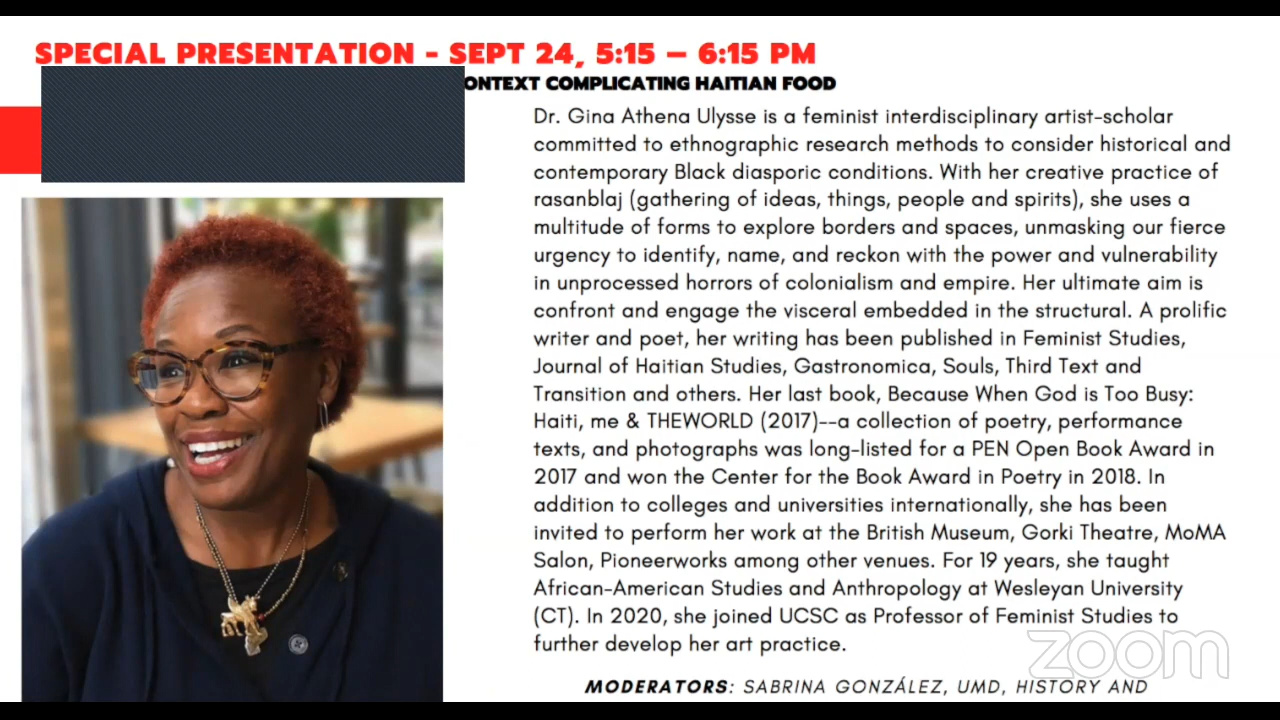 SPECIAL PRESENTATION - SEPT 24, 5:15 – 6:15 PM
COMPLICATING HAITIAN FOOD
Dr. Gina Athena Ulysse is a feminist interdisciplinary artist-scholar
committed to ethnographic research methods to consider historical and
contemporary Black diasporic conditions. With her creative practice of
rasanblaj (gathering of ideas, things, people and spirits), she uses a
multitude of forms to explore borders and spaces, unmasking our fierce
urgency to identify, name, and reckon with the power and vulnerability
in unprocessed horrors of colonialism and empire. Her ultimate aim is
confront and engage the visceral embedded in the structural. A prolific
writer and poet, her writing has been published in Feminist Studies,
Journal of Haitian Studies, Gastronomica, Souls, Third Text and
Transition and others. Her last book, Because When God is Too Busy:
Haiti, me & THEWORLD (2017)--a collection of poetry, performance
texts, and photographs was long-listed for a PEN Open Book Award in
2017 and won the Center for the Book Award in Poetry in 2018. In
addition to colleges and universities internationally, she has been
invited to perform her work at the British Museum, Gorki Theatre, MoMA
Salon, Pioneerworks among other venues. For 19 years, she taught
African-American Studies and Anthropology at Wesleyan University
(CT). In 2020, she joined UCSC as Professor of Feminist Studies to
further develop her art practice.
zoom
MODERATORS: SABRINA GONZÁLEZ, UMD, HISTORY AND